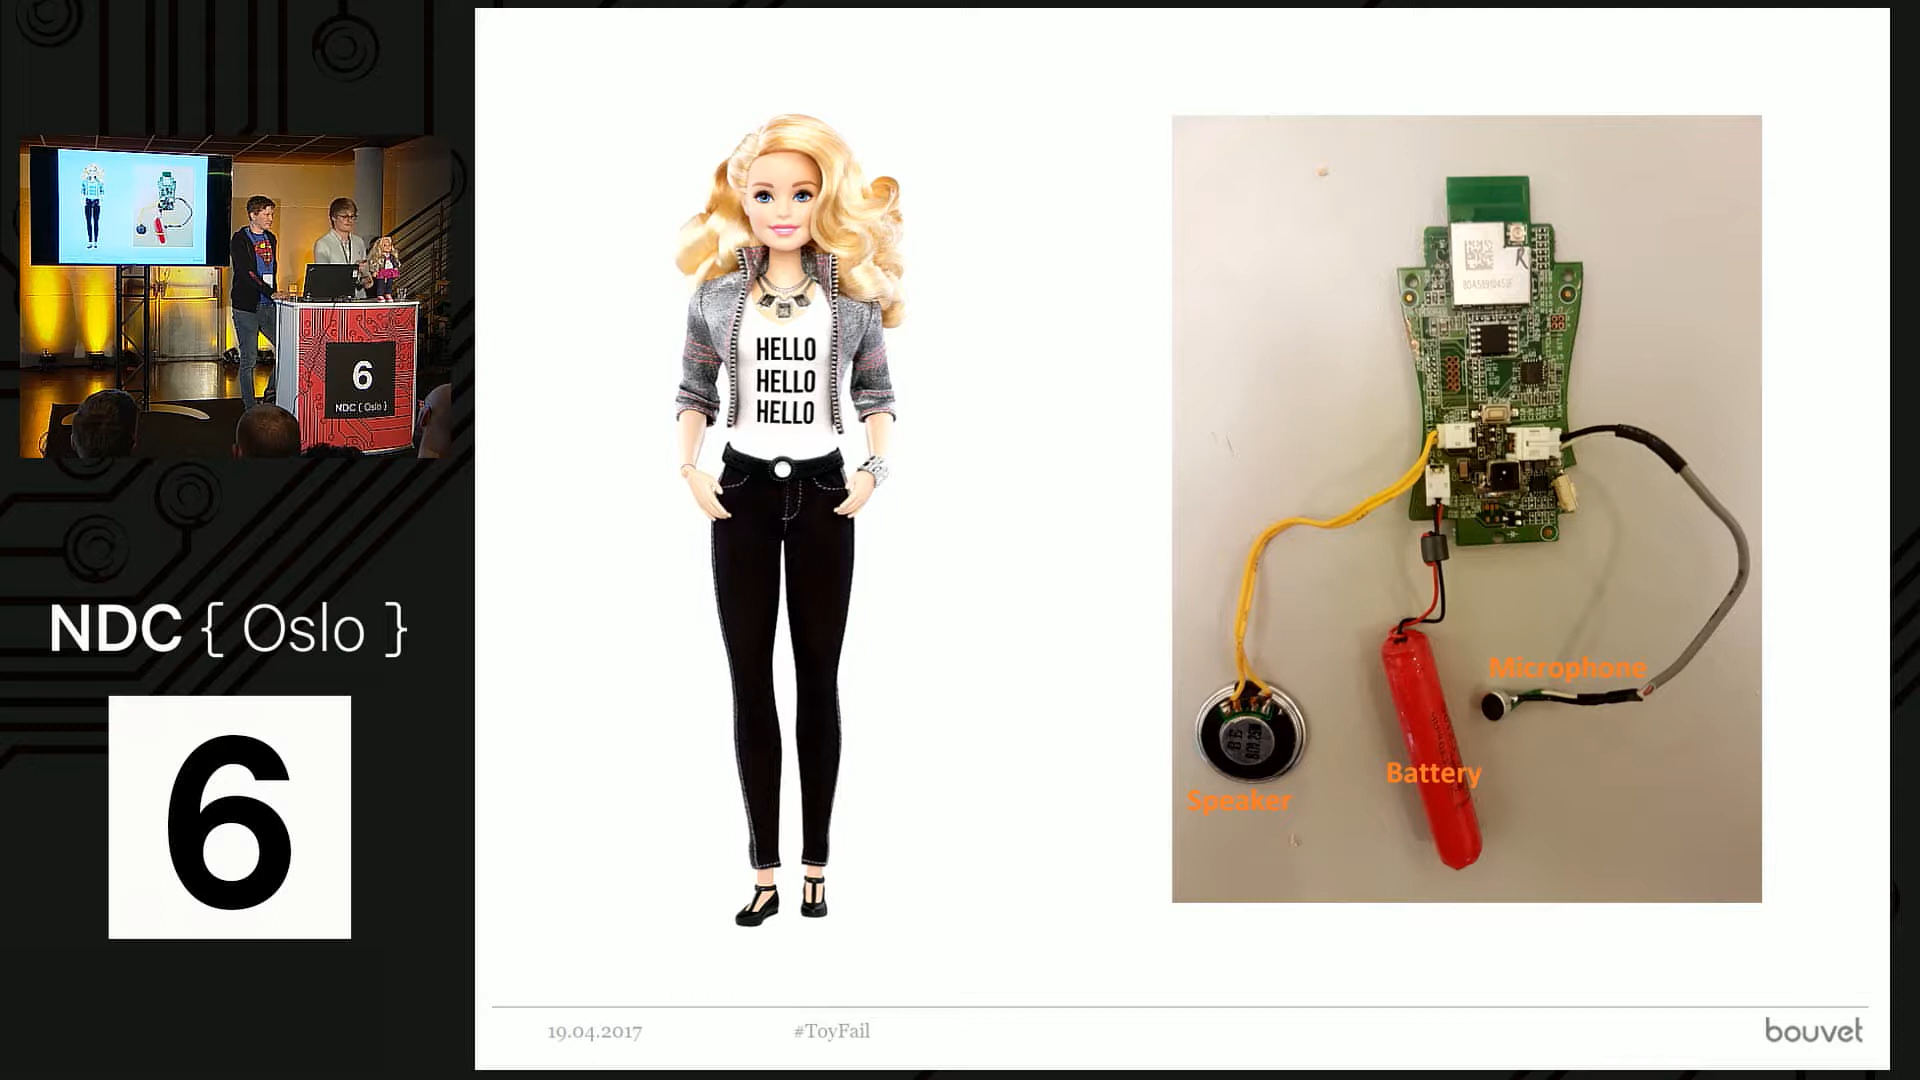 6
NDC { Oslo }
NDC { Oslo }
6
HELLO
HELLO
HELLO
R
Microphone
Battery
Speaker
19.04.2017
#ToyFail
bouvet